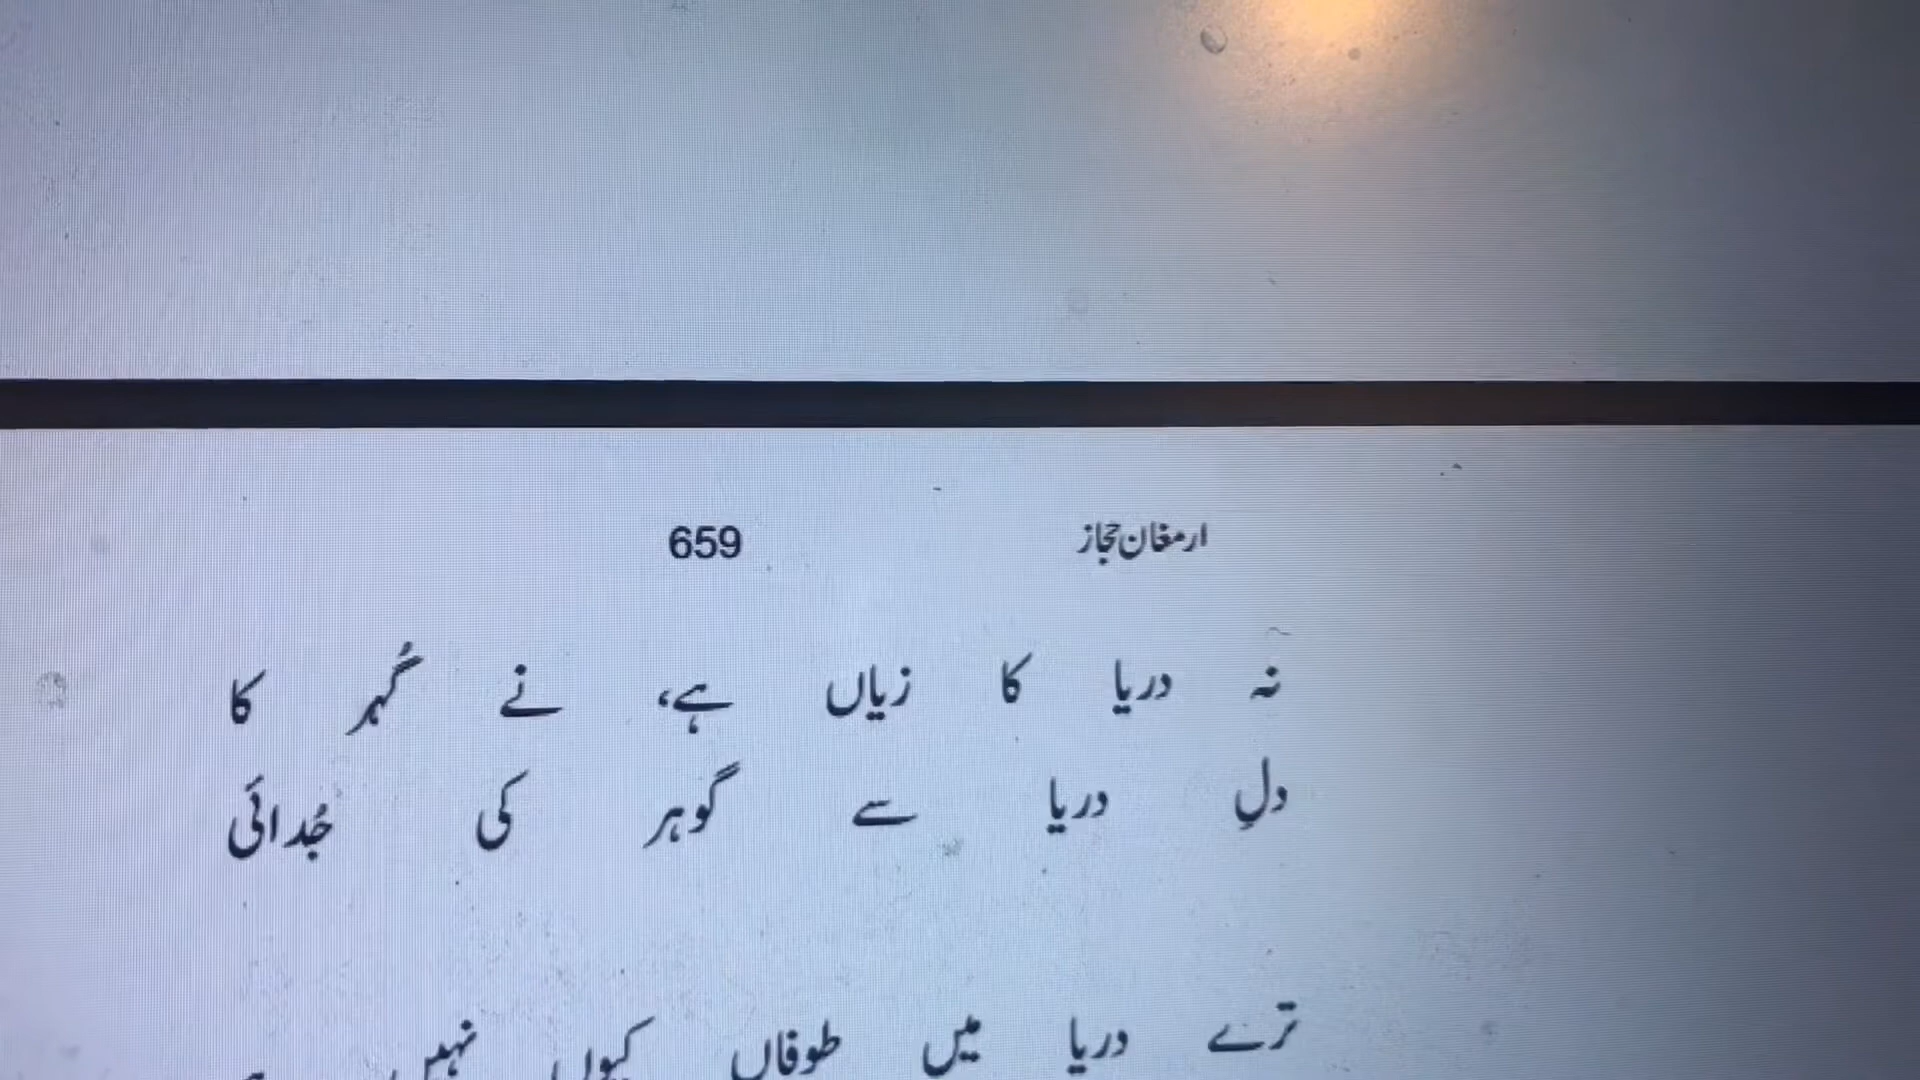 ارمغان حجاز 659
نہ دریا کا زیاں ہے، نے گُہر کا
دلِ دریا سے گوہر کی جُدائی
ترے دریا میں طوفاں کیوں نہیں